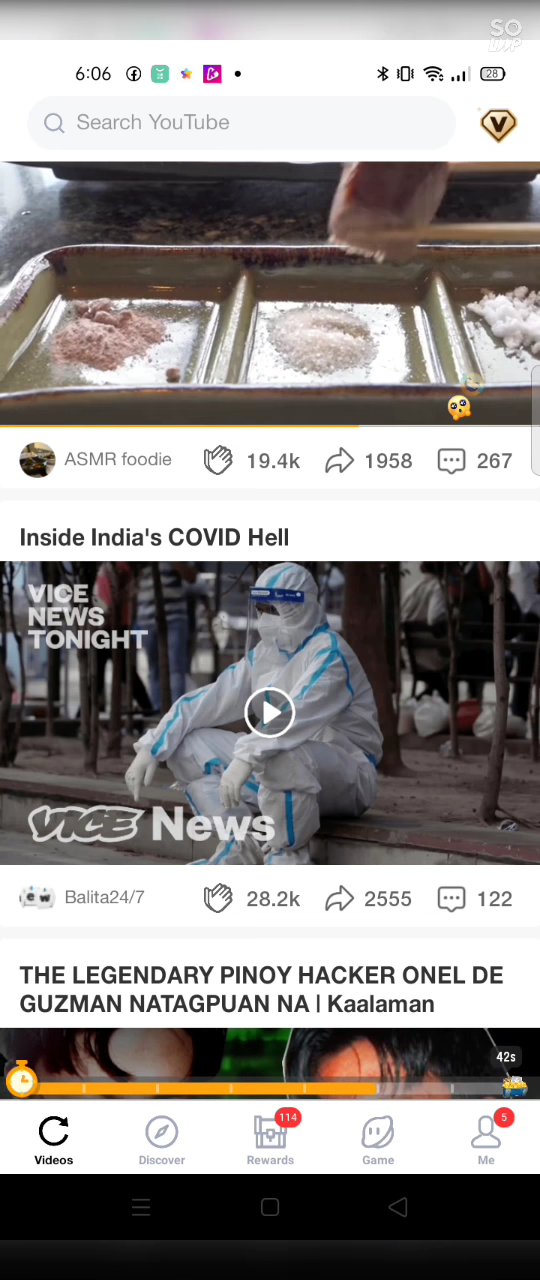 SO
LOOP
6:06
28
Search YouTube
V
ASMR foodie
19.4k
1958
267
Inside India's COVID Hell
VICE
NEWS
TONIGHT
VICE News
Balita24/7
28.2k
2555
122
THE LEGENDARY PINOY HACKER ONEL DE
GUZMAN NATAGPUAN NA | Kaalaman
42s
114
5
Videos
Discover
Rewards
Game
Me